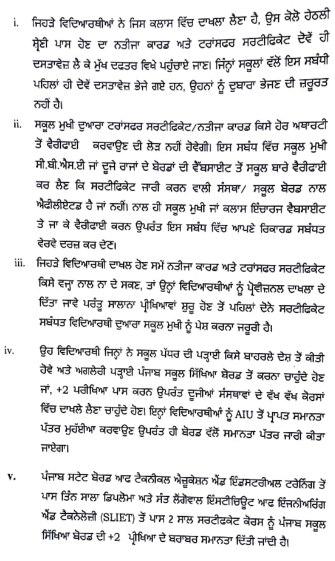 i. ਜਿਹੜੇ ਵਿਦਿਆਰਥੀਆਂ ਨੇ ਜਿਸ ਕਲਾਸ ਵਿੱਚ ਦਾਖਲਾ ਲੈਣਾ ਹੈ, ਉਸ ਕੋਲੋ ਹੇਠਲੀ
ਸ਼੍ਰੇਣੀ ਪਾਸ ਹੋਣ ਦਾ ਨਤੀਜਾ ਕਾਰਡ ਅਤੇ ਟਰਾਂਸਫਰ ਸਰਟੀਫਿਕੇਟ ਦੋਵੇਂ ਹੀ
ਦਸਤਾਵੇਜ਼ ਲੈ ਕੇ ਮੁੱਖ ਦਫਤਰ ਵਿਖੇ ਪਹੁੰਚਾਏ ਜਾਣ। ਜਿੰਨ੍ਹਾਂ ਸਕੂਲਾਂ ਵੱਲੋਂ ਇਸ ਸਬੰਧੀ
ਪਹਿਲਾਂ ਹੀ ਦੋਵੇਂ ਦਸਤਾਵੇਜ਼ ਭੇਜੇ ਗਏ ਹਨ, ਉਹਨਾਂ ਨੂੰ ਦੁਬਾਰਾ ਭੇਜਣ ਦੀ ਜ਼ਰੂਰਤ
ਨਹੀਂ ਹੈ।
ii. ਸਕੂਲ ਮੁਖੀ ਦੁਆਰਾ ਟਰਾਂਸਫਰ ਸਰਟੀਫਿਕੇਟ/ਨਤੀਜਾ ਕਾਰਡ ਕਿਸੇ ਹੋਰ ਅਥਾਰਟੀ
ਤੋਂ ਵੈਰੀਫਾਈ ਕਰਵਾਉਣ ਦੀ ਲੋੜ ਨਹੀਂ ਹੋਵੇਗੀ। ਇਸ ਸਬੰਧ ਵਿੱਚ ਸਕੂਲ ਮੁਖੀ
ਸੀ.ਬੀ.ਐਸ.ਈ ਜਾਂ ਦੂਜੇ ਰਾਜਾਂ ਦੇ ਬੋਰਡਾਂ ਦੀ ਵੈੱਬਸਾਈਟ ਤੋਂ ਸਕੂਲ ਬਾਰੇ ਵੈਰੀਫਾਈ
ਕਰ ਲੈਣ ਕਿ ਸਰਟੀਫਿਕੇਟ ਜਾਰੀ ਕਰਨ ਵਾਲੀ ਸੰਸਥਾ/ ਸਕੂਲ ਬੋਰਡ ਨਾਲ
ਐਫੀਲੀਏਟਿਡ ਹੈ ਜਾਂ ਨਹੀਂ। ਨਾਲ ਹੀ ਸਕੂਲ ਮੁਖੀ ਜਾਂ ਕਲਾਸ ਇੰਚਾਰਜ ਵੈਬਸਾਈਟ
ਤੇ ਜਾ ਕੇ ਵੈਰੀਫਾਈ ਕਰਨ ਉਪਰੰਤ ਇਸ ਸਬੰਧ ਵਿੱਚ ਆਪਣੇ ਰਿਕਾਰਡ ਸਬੰਧਤ
ਵੇਰਵੇ ਦਰਜ਼ ਕਰ ਦੇਣ।
iii. ਜਿਹੜੇ ਵਿਦਿਆਰਥੀ ਦਾਖਲ ਹੋਣ ਸਮੇਂ ਨਤੀਜਾ ਕਾਰਡ ਅਤੇ ਟਰਾਂਸਫਰ ਸਰਟੀਫਿਕੇਟ
ਕਿਸੇ ਵਜ੍ਹਾ ਨਾਲ ਨਾ ਦੇ ਸਕਣ, ਤਾਂ ਉਨ੍ਹਾਂ ਵਿਦਿਆਰਥੀਆਂ ਨੂੰ ਪ੍ਰੋਵੀਜ਼ਨਲ ਦਾਖਲਾ ਦੇ
ਦਿੱਤਾ ਜਾਵੇ ਪਰੰਤੂ ਸਾਲਾਨਾ ਪ੍ਰੀਖਿਆਵਾਂ ਸ਼ੁਰੂ ਹੋਣ ਤੋਂ ਪਹਿਲਾਂ ਦੋਨੋ ਸਰਟੀਫਿਕੇਟ
ਸਬੰਧਤ ਵਿਦਿਆਰਥੀ ਦੁਆਰਾ ਸਕੂਲ ਮੁਖੀ ਨੂੰ ਪੇਸ਼ ਕਰਨਾ ਜਰੂਰੀ ਹੈ।
iv. ਉਹ ਵਿਦਿਆਰਥੀ ਜਿਨ੍ਹਾਂ ਨੇ ਸਕੂਲ ਪੱਧਰ ਦੀ ਪੜ੍ਹਾਈ ਕਿਸੇ ਬਾਹਰਲੇ ਦੇਸ਼ ਤੋਂ ਕੀਤੀ
ਹੋਵੇ ਅਤੇ ਅਗਲੇਰੀ ਪੜ੍ਹਾਈ ਪੰਜਾਬ ਸਕੂਲ ਸਿੱਖਿਆ ਬੋਰਡ ਤੋਂ ਕਰਨਾ ਚਾਹੁੰਦੇ ਹੋਣ
ਜਾਂ, +2 ਪਰੀਖਿਆ ਪਾਸ ਕਰਨ ਉਪਰੰਤ ਦੂਜੀਆਂ ਸੰਸਥਾਵਾਂ ਦੇ ਵੱਖ ਵੱਖ ਕੋਰਸਾਂ
ਵਿੱਚ ਦਾਖਲੇ ਲੈਣਾ ਚਾਹੁੰਦੇ ਹੋਣ। ਇਨ੍ਹਾਂ ਵਿਦਿਆਰਥੀਆਂ ਨੂੰ AIU ਤੋਂ ਪ੍ਰਾਪਤ ਸਮਾਨਤਾ
ਪੱਤਰ ਮੁਹੱਈਆ ਕਰਵਾਉਣ ਉਪਰੰਤ ਹੀ ਬੋਰਡ ਵੱਲੋਂ ਸਮਾਨਤਾ ਪੱਤਰ ਜਾਰੀ ਕੀਤਾ
ਜਾਏਗਾ।
v. ਪੰਜਾਬ ਸਟੇਟ ਬੋਰਡ ਆਫ ਟੈਕਨੀਕਲ ਐਜੂਕੇਸ਼ਨ ਐਂਡ ਇੰਡਸਟਰੀਅਲ ਟਰੇਨਿੰਗ ਤੋਂ
ਪਾਸ ਤਿੰਨ ਸਾਲਾ ਡਿਪਲੋਮਾ ਅਤੇ ਸੰਤ ਲੌਂਗੋਵਾਲ ਇੰਸਟੀਚਿਊਟ ਆਫ ਇੰਜਨੀਅਰਿੰਗ
ਐਂਡ ਟੈਕਨੋਲੋਜੀ (SLIET) ਤੋਂ ਪਾਸ 2 ਸਾਲ ਸਰਟੀਫਕੇਟ ਕੋਰਸ ਨੂੰ ਪੰਜਾਬ ਸਕੂਲ
ਸਿੱਖਿਆ ਬੋਰਡ ਦੀ +2 ਪ੍ਰੀਖਿਆ ਦੇ ਬਰਾਬਰ ਸਮਾਨਤਾ ਦਿੱਤੀ ਜਾਂਦੀ ਹੈ।